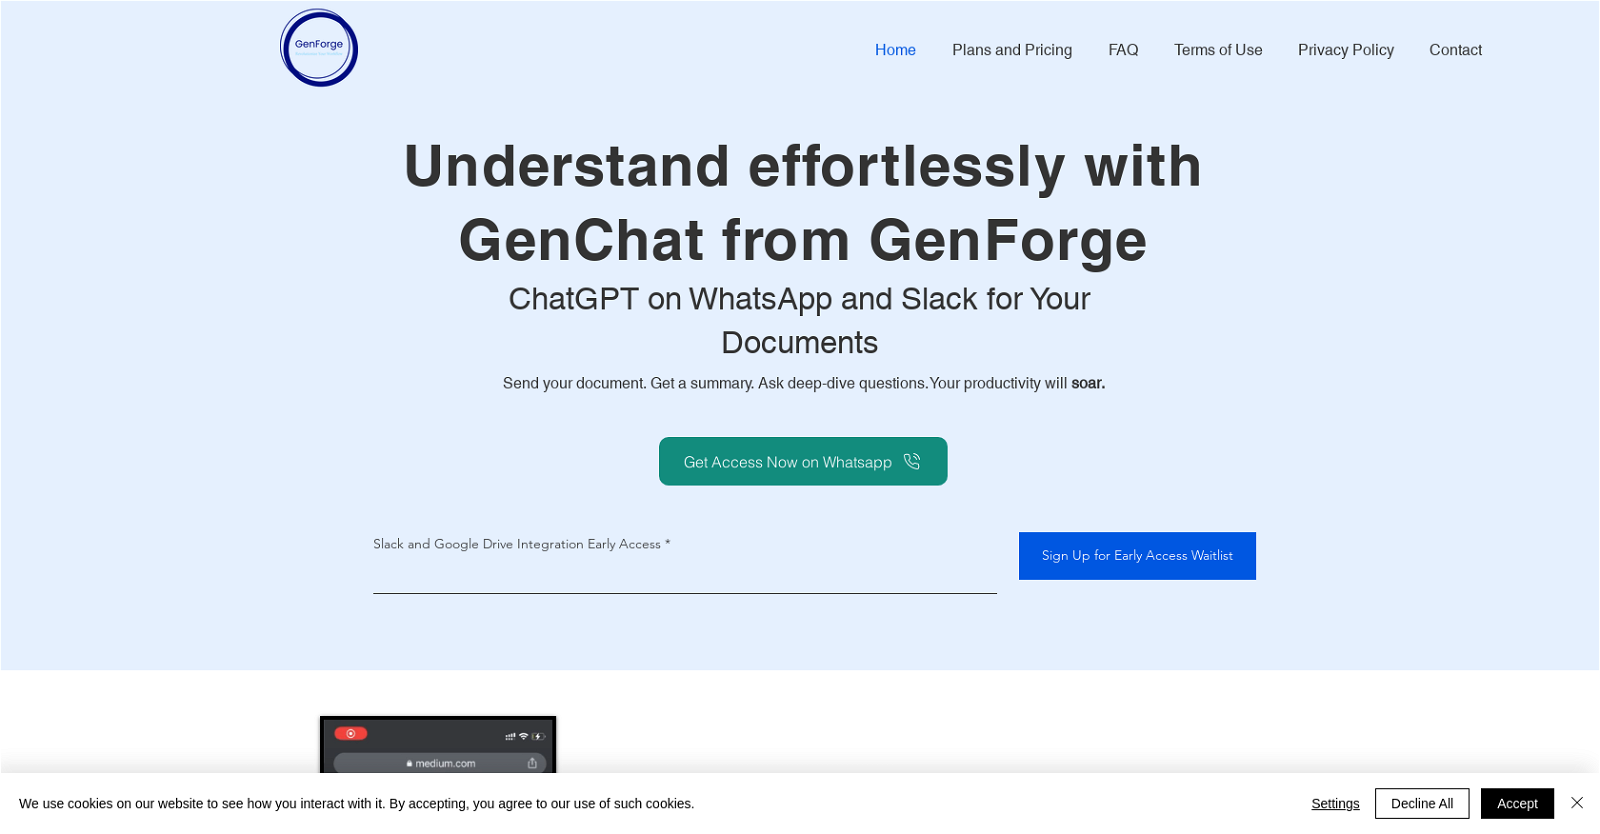 GenForge
Home
Plans and Pricing
FAQ
Terms of Use
Privacy Policy
Contact
Understand effortlessly with
GenChat from GenForge
ChatGPT on WhatsApp and Slack for Your
Documents
Send your document. Get a summary. Ask deep-dive questions.Your productivity will soar.
Get Access Now on Whatsapp
Slack and Google Drive Integration Early Access *
Sign Up for Early Access Waitlist
medium.com
We use cookies on our website to see how you interact with it. By accepting, you agree to our use of such cookies.
Settings
Decline All
Accept